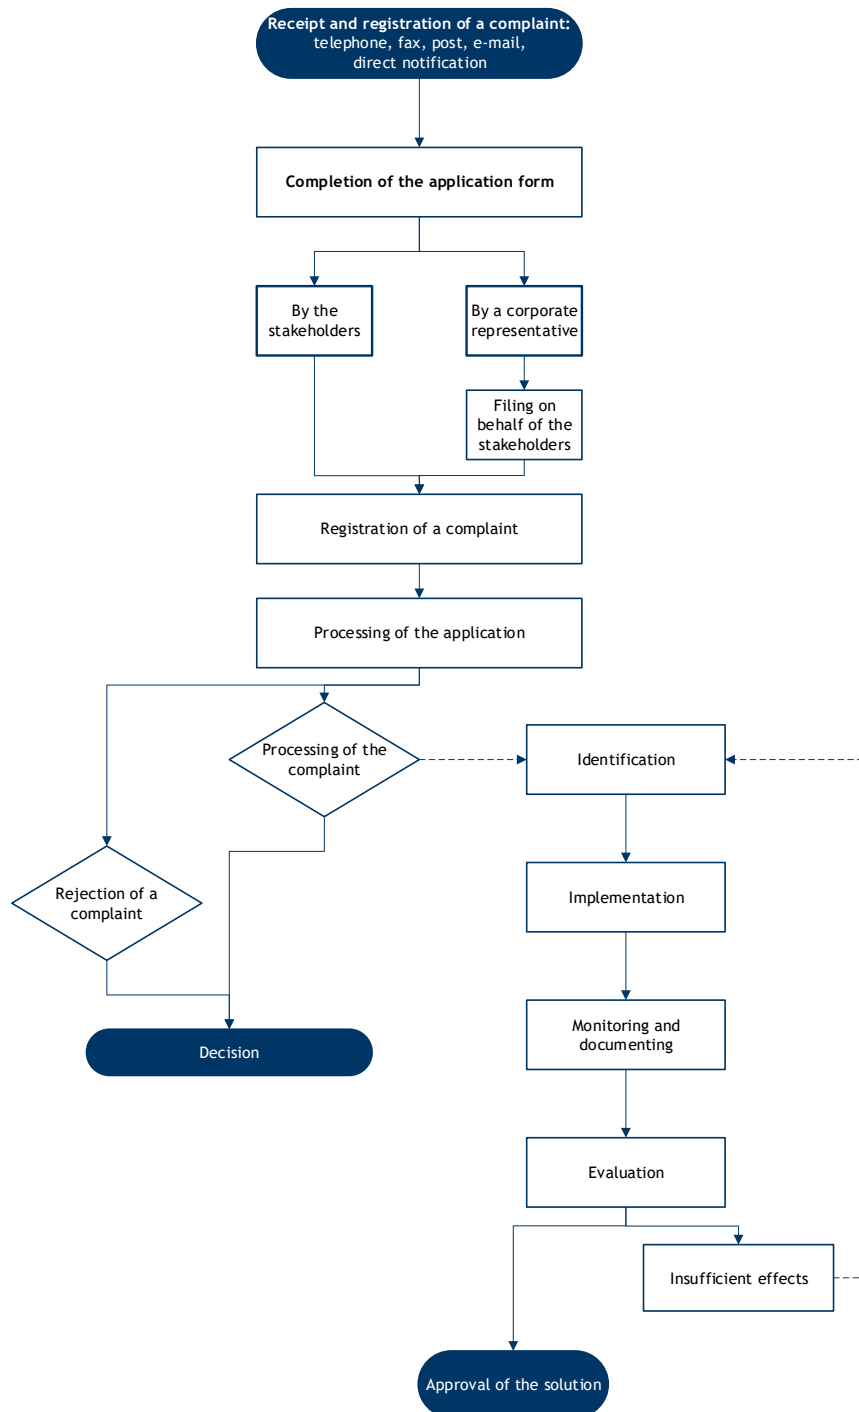 Receipt and registration of a complaint:
telephone, fax, post, e-mail,
direct notification
Completion of the application form
By the
stakeholders
By a corporate
representative
Filing on
behalf of the
stakeholders
Registration of a complaint
Processing of the application
Processing of the
complaint
Identification
Rejection of a
complaint
Implementation
Monitoring and
documenting
Decision
Evaluation
Insufficient effects
Approval of the solution